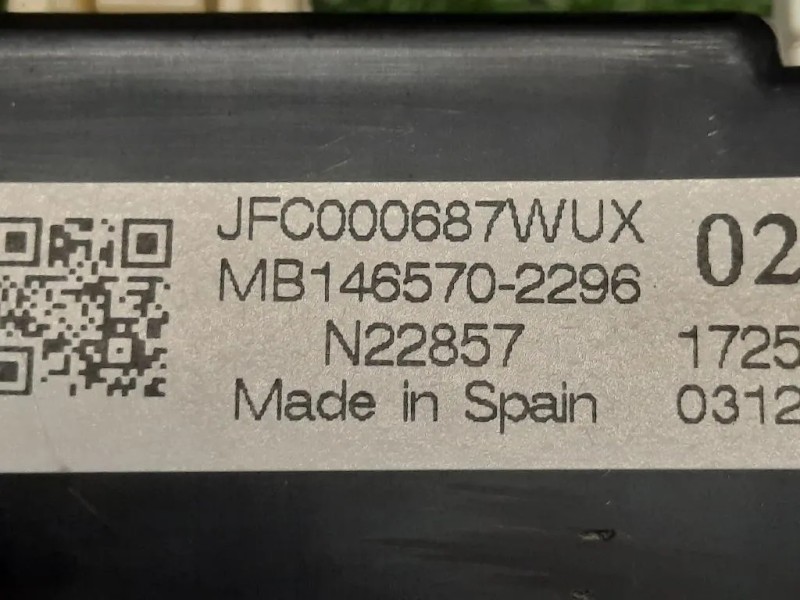 JFC000687WUX 02
MB146570-2296
N22857 1725
Made in Spain 0312